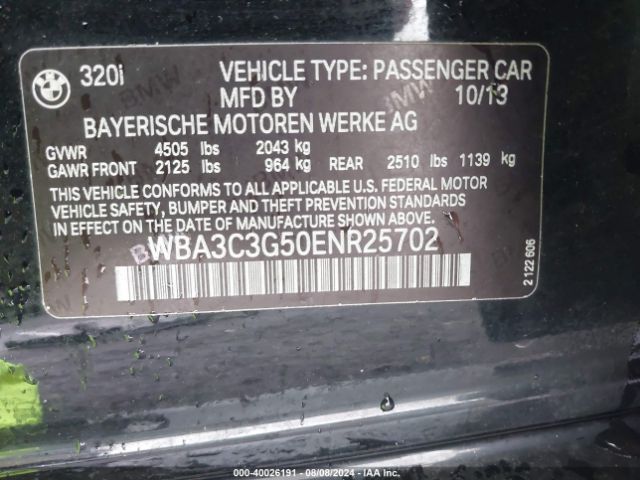 BMW
320i VEHICLE TYPE: PASSENGER CAR
MFD BY 10/13
BAYERISCHE MOTOREN WERKE AG
GVWR 4505 lbs 2043 kg
GAWR FRONT 2125 lbs 964 kg REAR 2510 lbs 1139 kg
THIS VEHICLE CONFORMS TO ALL APPLICABLE U.S. FEDERAL MOTOR
VEHICLE SAFETY, BUMPER AND THEFT PREVENTION STANDARDS
IN EFFECT ON THE DATE OF MANUFACTURE SHOWN ABOVE.
WBA3C3G50ENR25702
2 122 606
000-40026191 - 08/08/2024 - IAA Inc.